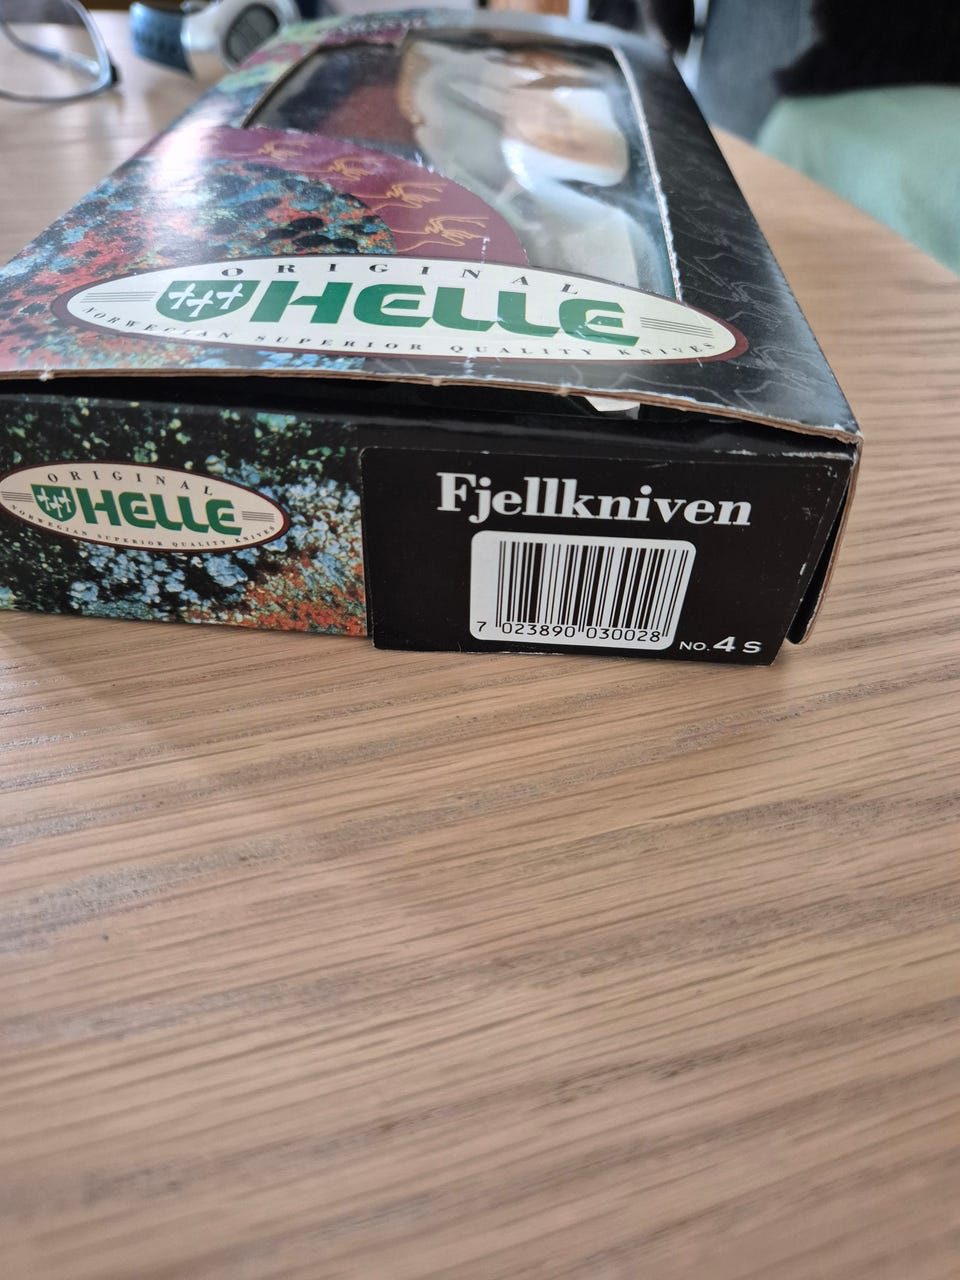 ORIGINAL
HELLE
NORWEGIAN SUPERIOR QUALITY KNIVES
ORIGINAL
HELLE
NORWEGIAN SUPERIOR QUALITY KNIVES
Fjellkniven
7 023890 030028
NO. 4 S